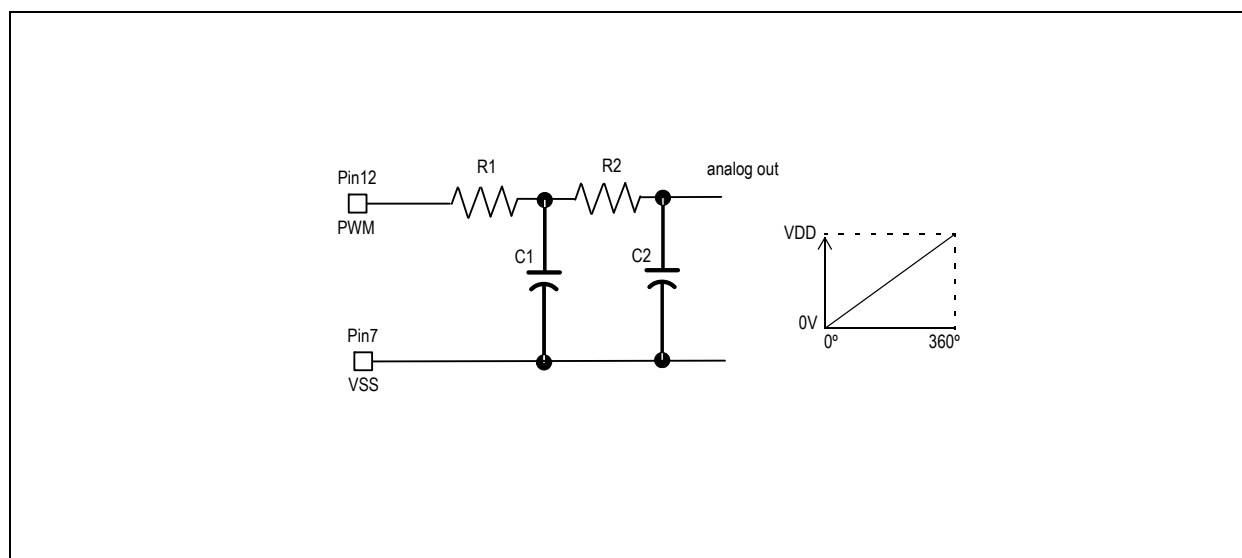 R1
R2
analog out
Pin12
PWM
C1
C2
VDD
0V
0º
360º
Pin7
VSS